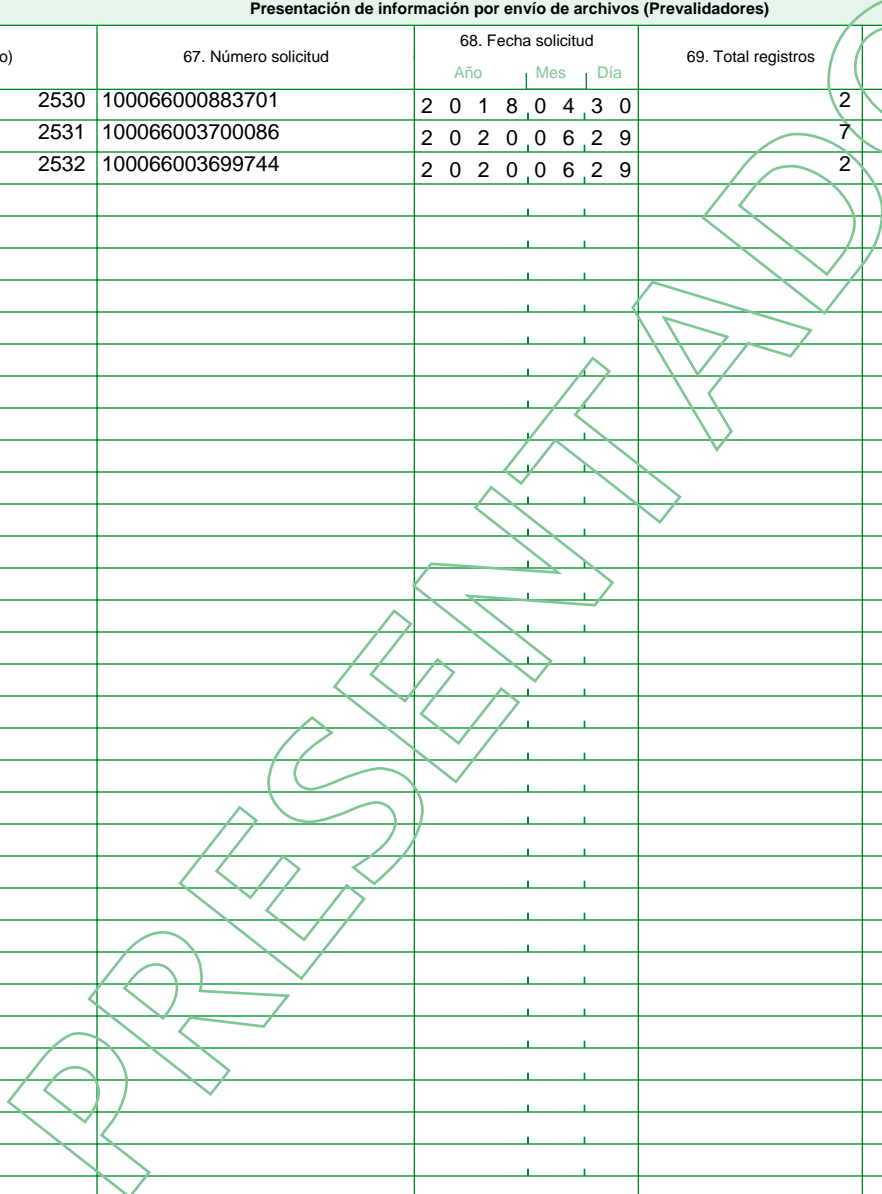 Presentación de información por envío de archivos (Prevalidadores)
o) 67. Número solicitud 68. Fecha solicitud 69. Total registros
Año Mes Día
2530 100066000883701 2 0 1 8 0 4 3 0 2
2531 100066003700086 2 0 2 0 0 6 2 9 7
2532 100066003699744 2 0 2 0 0 6 2 9 2
PRESENTADO